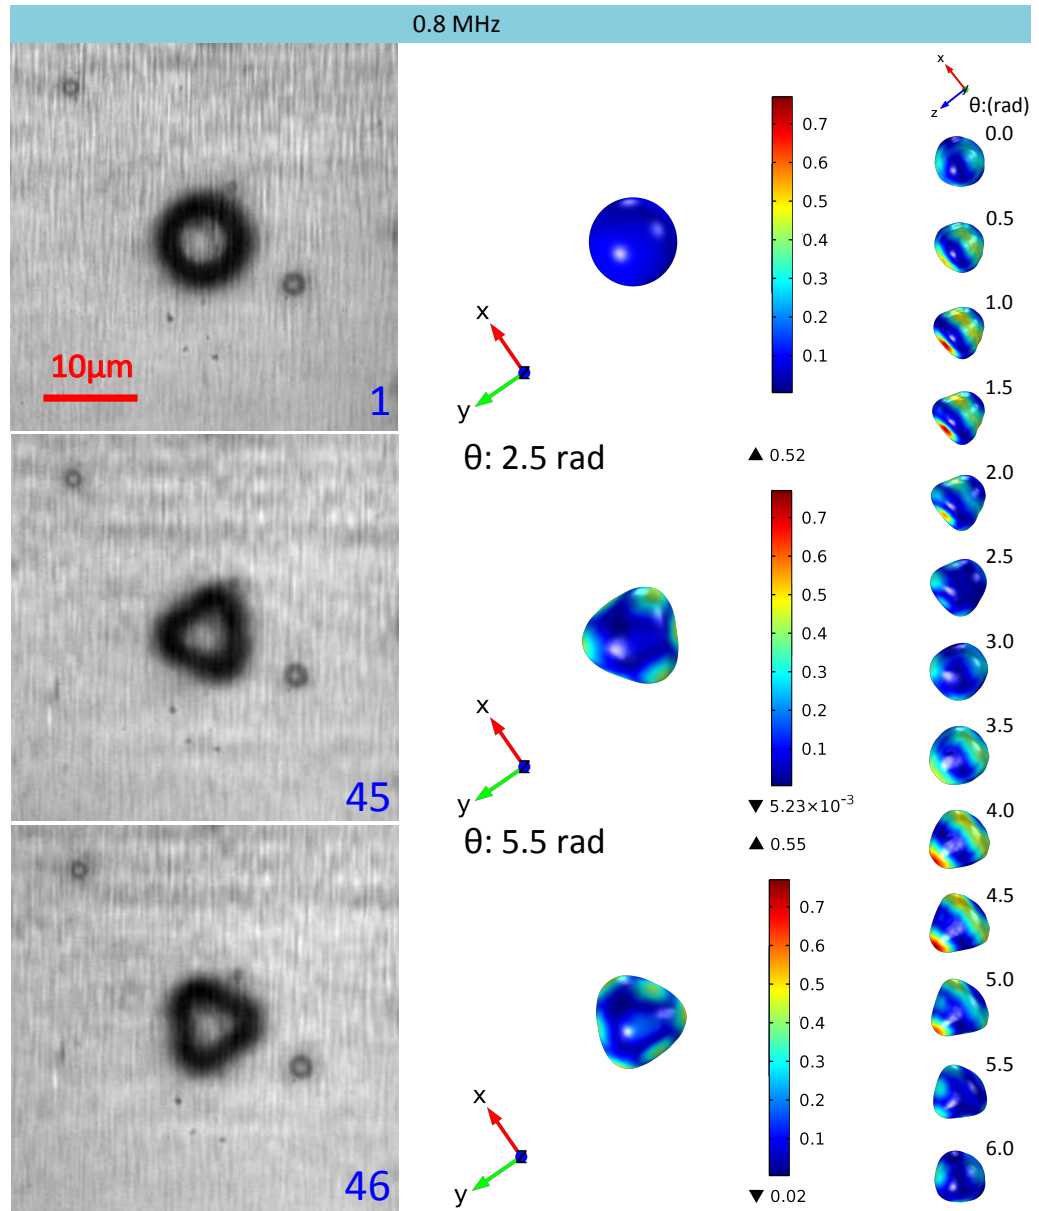 0.8 MHz
10μm
1
x
y
z
0.7
0.6
0.5
0.4
0.3
0.2
0.1
θ: 2.5 rad
▲ 0.52
45
x
y
z
0.7
0.6
0.5
0.4
0.3
0.2
0.1
▼ 5.23×10⁻³
θ: 5.5 rad
▲ 0.55
46
x
y
z
0.7
0.6
0.5
0.4
0.3
0.2
0.1
▼ 0.02
x
y
z
θ:(rad)
0.0
0.5
1.0
1.5
2.0
2.5
3.0
3.5
4.0
4.5
5.0
5.5
6.0